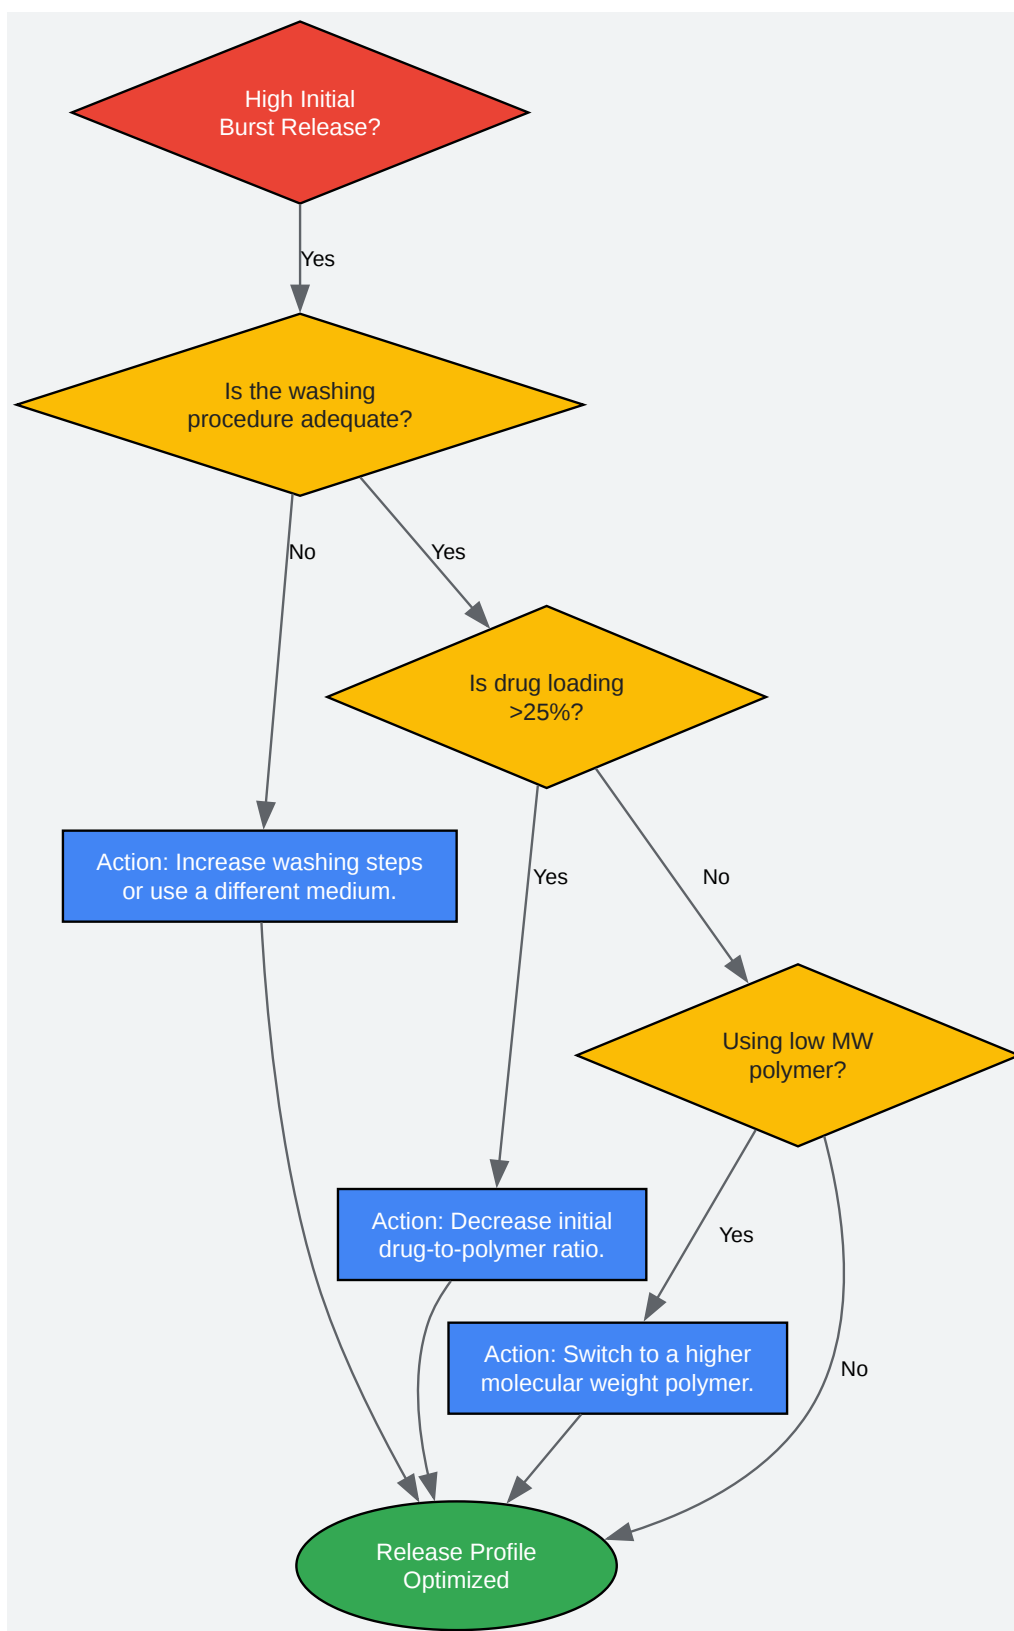 High Initial
Burst Release?
Yes
Is the washing
procedure adequate?
No
Yes
Is drug loading
>25%?
Action: Increase washing steps
or use a different medium.
Yes
No
Using low MW
polymer?
Action: Decrease initial
drug-to-polymer ratio.
Yes
Action: Switch to a higher
molecular weight polymer.
No
Release Profile
Optimized